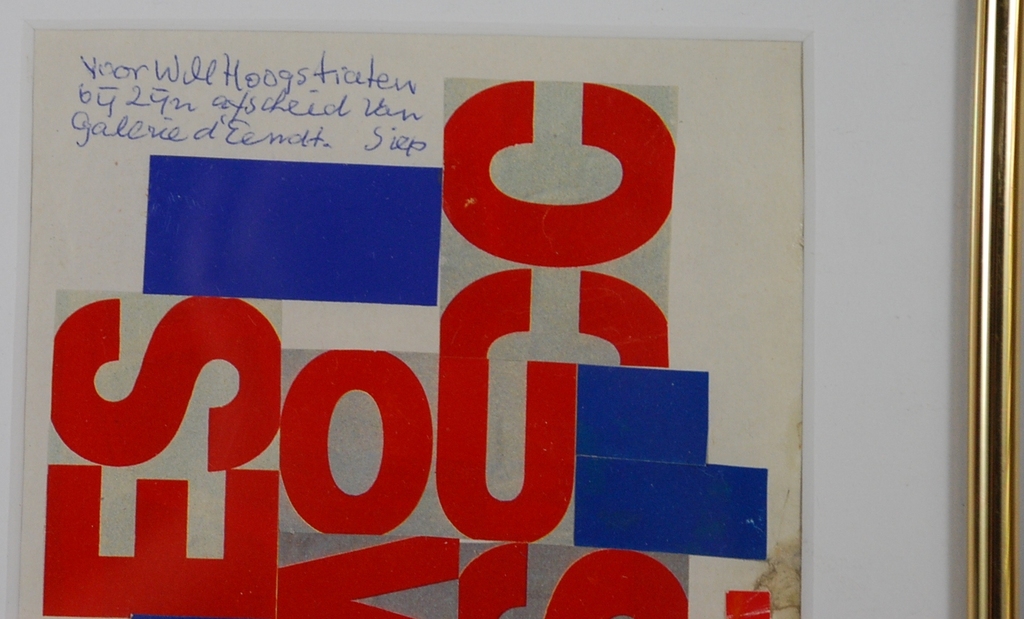 voor Will Hoogstraten
bij zijn afscheid van
Galerie d'Eendt. Siep
C
C
S
O
U
E
S